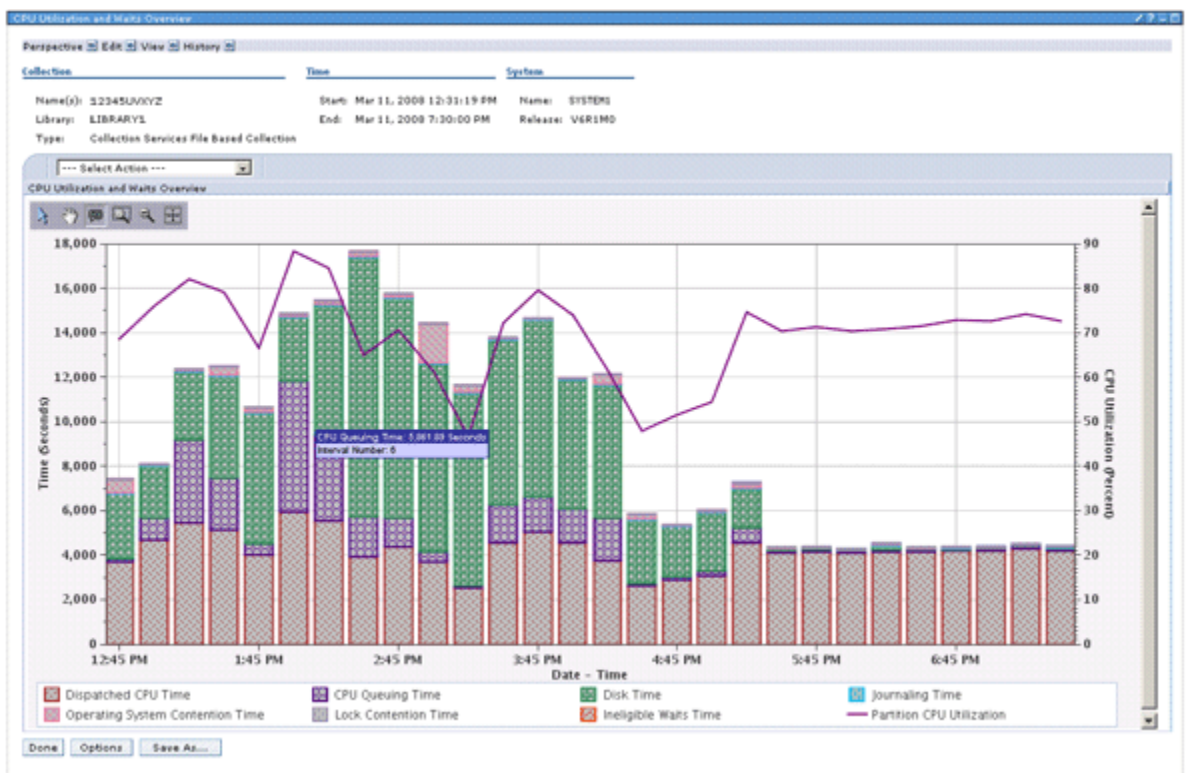 CPU Utilization and Waits Overview
Perspective Edit View History
Collection Time System
Name(s): 12345UVXYZ Start: Mar 11, 2008 12:31:19 PM Name: SYSTEM1
Library: LIBRARY1 End: Mar 11, 2008 7:30:00 PM Release: V6R1M0
Type: Collection Services File Based Collection
--- Select Action ---
CPU Utilization and Waits Overview
18,000 90
16,000 80
14,000 70
12,000 60
10,000 50
8,000 40
6,000 30
4,000 20
2,000 10
0 0
Time (Seconds)
CPU Utilization (Percent)
CPU Queuing Time: Seconds
Interval Number: 6
12:45 PM 1:45 PM 2:45 PM 3:45 PM 4:45 PM 5:45 PM 6:45 PM
Date - Time
Dispatched CPU Time CPU Queuing Time Disk Time Journaling Time
Operating System Contention Time Lock Contention Time Ineligible Waits Time Partition CPU Utilization
Done Options Save As...